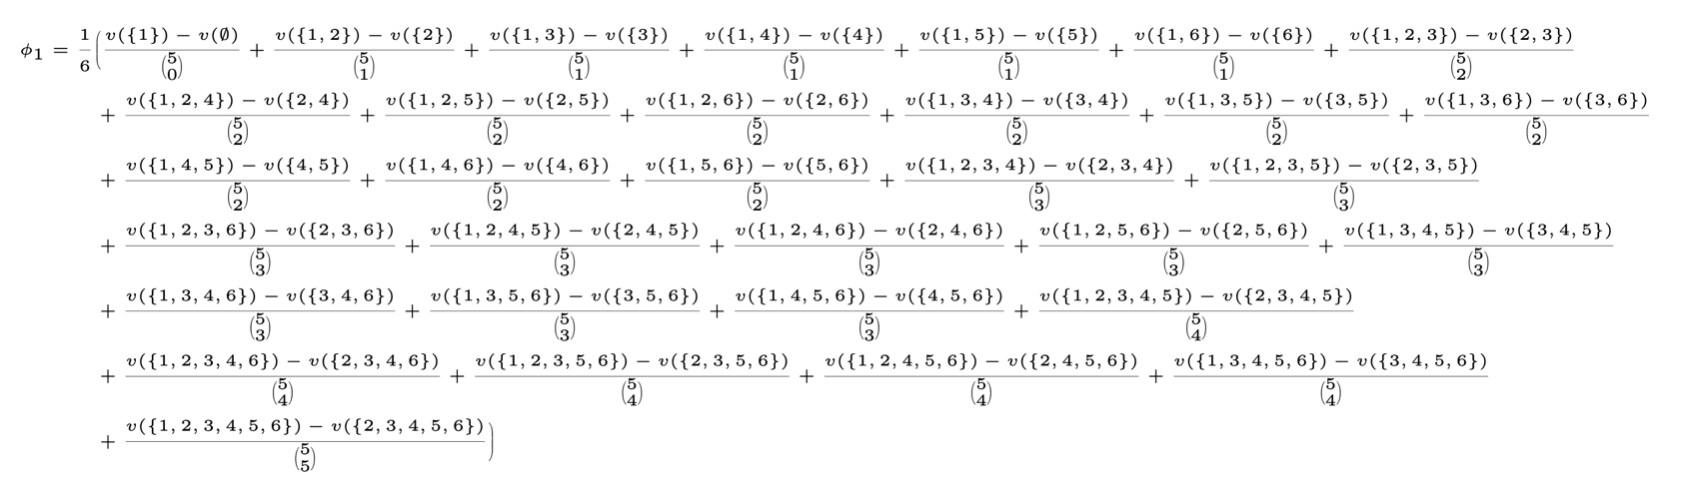 $\phi_1 = \frac{1}{6}\Big(\frac{v(\{1\}) - v(\emptyset)}{\binom{5}{0}} + \frac{v(\{1,2\}) - v(\{2\})}{\binom{5}{1}} + \frac{v(\{1,3\}) - v(\{3\})}{\binom{5}{1}} + \frac{v(\{1,4\}) - v(\{4\})}{\binom{5}{1}} + \frac{v(\{1,5\}) - v(\{5\})}{\binom{5}{1}} + \frac{v(\{1,6\}) - v(\{6\})}{\binom{5}{1}} + \frac{v(\{1,2,3\}) - v(\{2,3\})}{\binom{5}{2}}$
$+ \frac{v(\{1,2,4\}) - v(\{2,4\})}{\binom{5}{2}} + \frac{v(\{1,2,5\}) - v(\{2,5\})}{\binom{5}{2}} + \frac{v(\{1,2,6\}) - v(\{2,6\})}{\binom{5}{2}} + \frac{v(\{1,3,4\}) - v(\{3,4\})}{\binom{5}{2}} + \frac{v(\{1,3,5\}) - v(\{3,5\})}{\binom{5}{2}} + \frac{v(\{1,3,6\}) - v(\{3,6\})}{\binom{5}{2}}$
$+ \frac{v(\{1,4,5\}) - v(\{4,5\})}{\binom{5}{2}} + \frac{v(\{1,4,6\}) - v(\{4,6\})}{\binom{5}{2}} + \frac{v(\{1,5,6\}) - v(\{5,6\})}{\binom{5}{2}} + \frac{v(\{1,2,3,4\}) - v(\{2,3,4\})}{\binom{5}{3}} + \frac{v(\{1,2,3,5\}) - v(\{2,3,5\})}{\binom{5}{3}}$
$+ \frac{v(\{1,2,3,6\}) - v(\{2,3,6\})}{\binom{5}{3}} + \frac{v(\{1,2,4,5\}) - v(\{2,4,5\})}{\binom{5}{3}} + \frac{v(\{1,2,4,6\}) - v(\{2,4,6\})}{\binom{5}{3}} + \frac{v(\{1,2,5,6\}) - v(\{2,5,6\})}{\binom{5}{3}} + \frac{v(\{1,3,4,5\}) - v(\{3,4,5\})}{\binom{5}{3}}$
$+ \frac{v(\{1,3,4,6\}) - v(\{3,4,6\})}{\binom{5}{3}} + \frac{v(\{1,3,5,6\}) - v(\{3,5,6\})}{\binom{5}{3}} + \frac{v(\{1,4,5,6\}) - v(\{4,5,6\})}{\binom{5}{3}} + \frac{v(\{1,2,3,4,5\}) - v(\{2,3,4,5\})}{\binom{5}{4}}$
$+ \frac{v(\{1,2,3,4,6\}) - v(\{2,3,4,6\})}{\binom{5}{4}} + \frac{v(\{1,2,3,5,6\}) - v(\{2,3,5,6\})}{\binom{5}{4}} + \frac{v(\{1,2,4,5,6\}) - v(\{2,4,5,6\})}{\binom{5}{4}} + \frac{v(\{1,3,4,5,6\}) - v(\{3,4,5,6\})}{\binom{5}{4}}$
$+ \frac{v(\{1,2,3,4,5,6\}) - v(\{2,3,4,5,6\})}{\binom{5}{5}}\Big)$